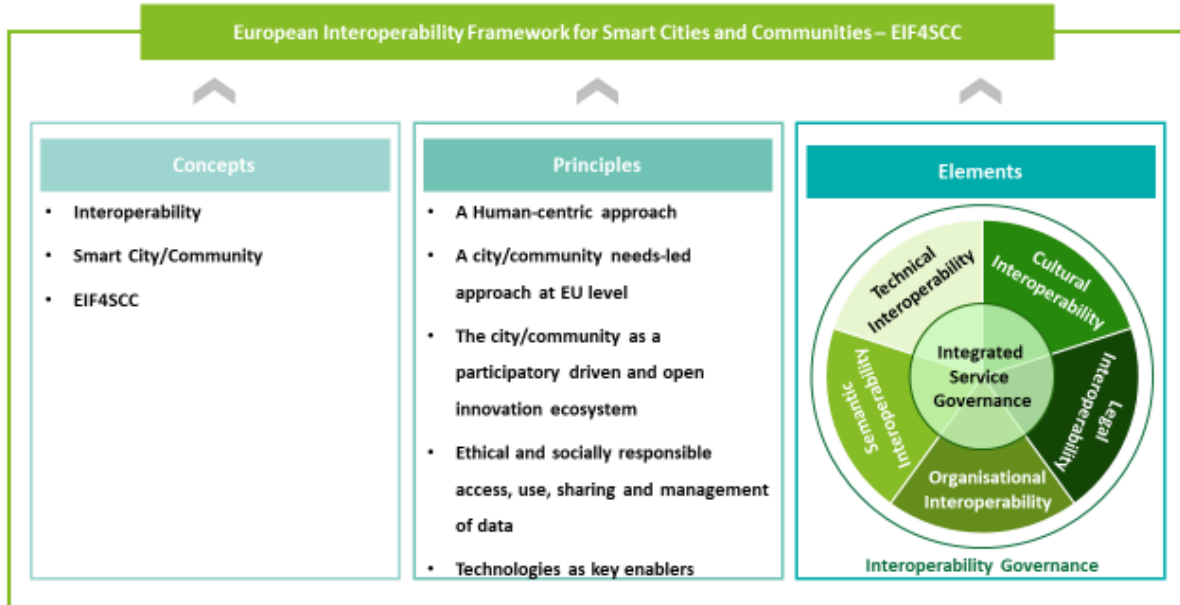 European Interoperability Framework for Smart Cities and Communities – EIF4SCC
Concepts
• Interoperability
• Smart City/Community
• EIF4SCC
Principles
• A Human-centric approach
• A city/community needs-led
approach at EU level
• The city/community as a
participatory driven and open
innovation ecosystem
• Ethical and socially responsible
access, use, sharing and management
of data
• Technologies as key enablers
Elements
Technical
Interoperability
Cultural
Interoperability
Legal
Interoperability
Organisational
Interoperability
Semantic
Interoperability
Integrated
Service
Governance
Interoperability Governance